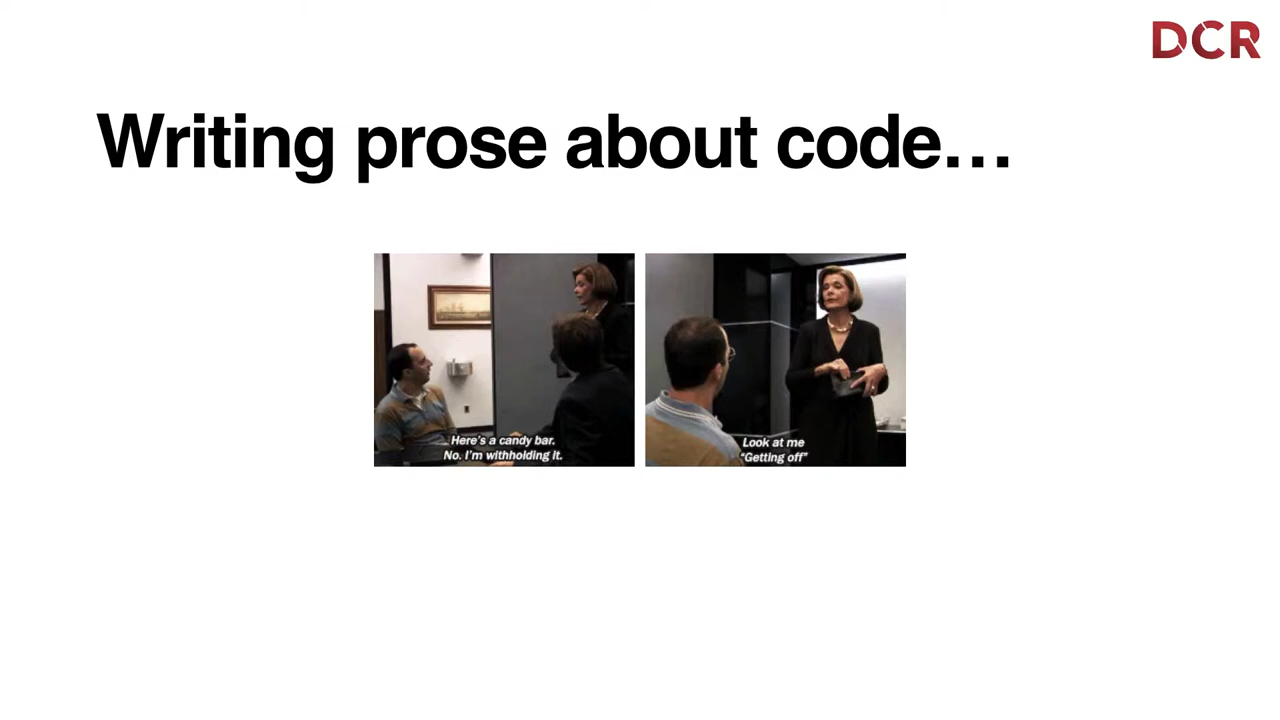 DCR
Writing prose about code…
Here's a candy bar.
No. I'm withholding it.
Look at me
"Getting off"